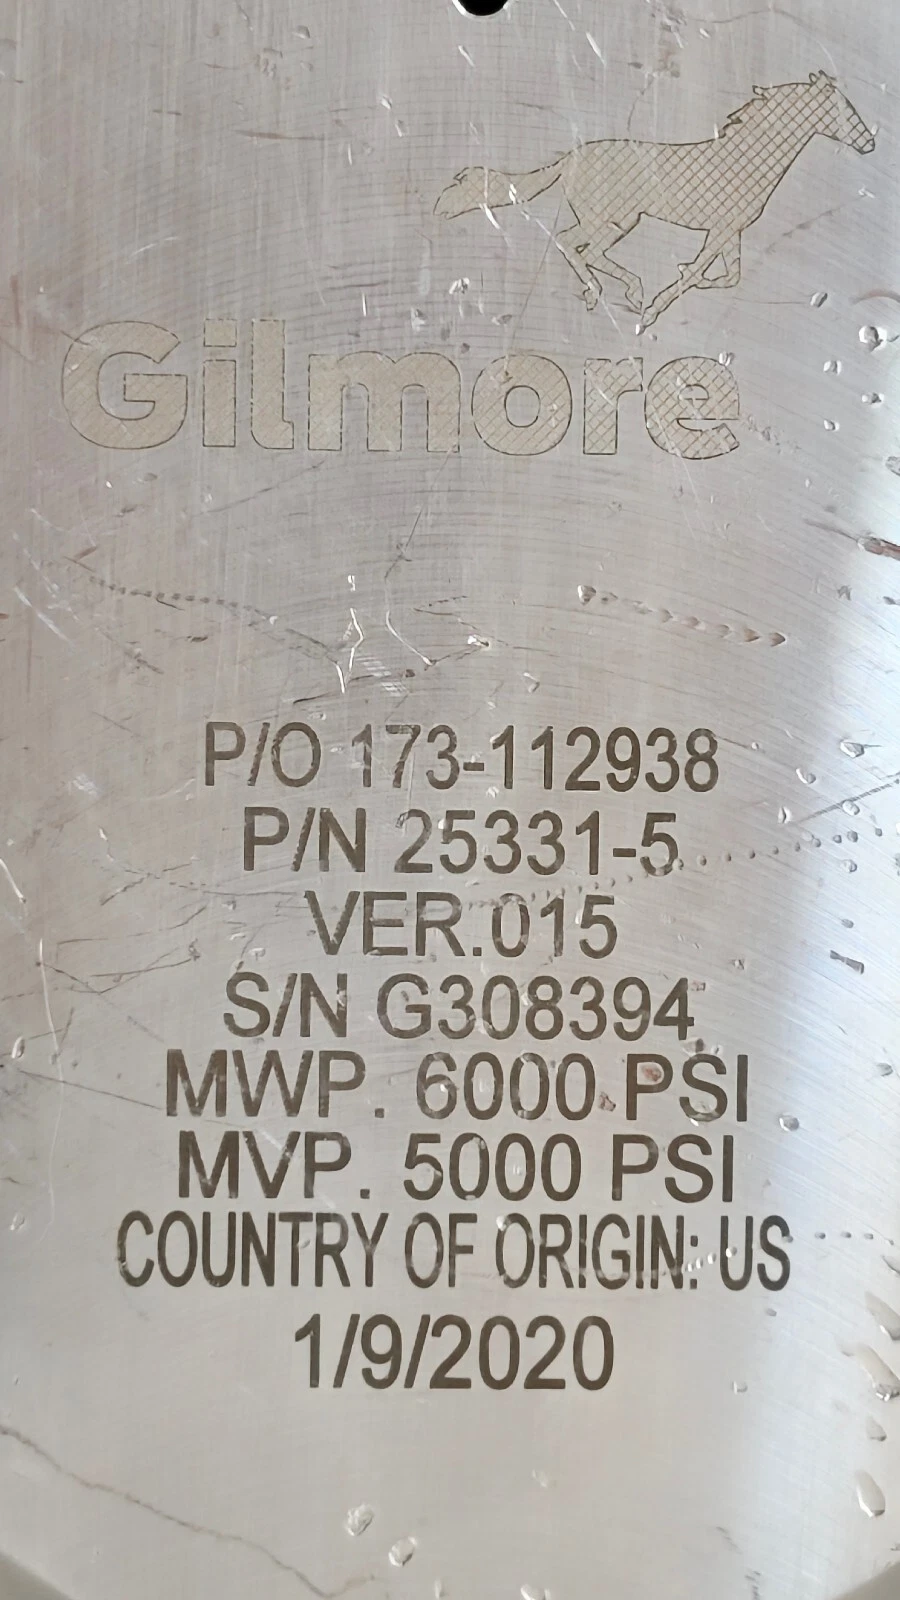 Gilmore
P/O 173-112938
P/N 25331-5
VER.015
S/N G308394
MWP. 6000 PSI
MVP. 5000 PSI
COUNTRY OF ORIGIN: US
1/9/2020